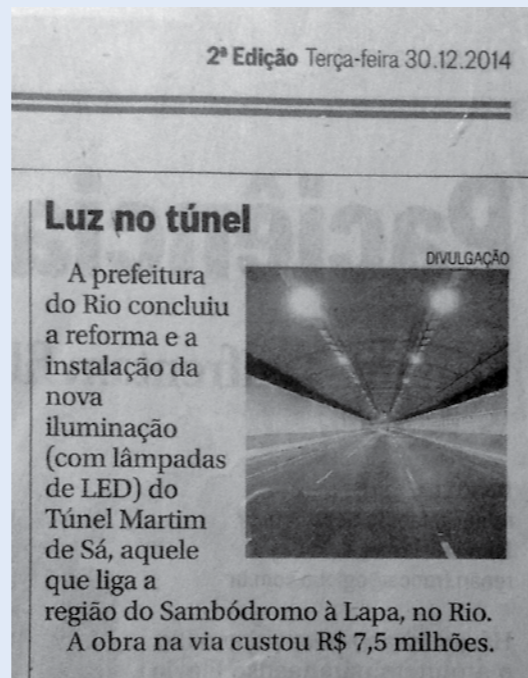 2ª Edição Terça-feira 30.12.2014
Luz no túnel
DIVULGAÇÃO
A prefeitura
do Rio concluiu
a reforma e a
instalação da
nova
iluminação
(com lâmpadas
de LED) do
Túnel Martim
de Sá, aquele
que liga a
região do Sambódromo à Lapa, no Rio.
A obra na via custou R$ 7,5 milhões.